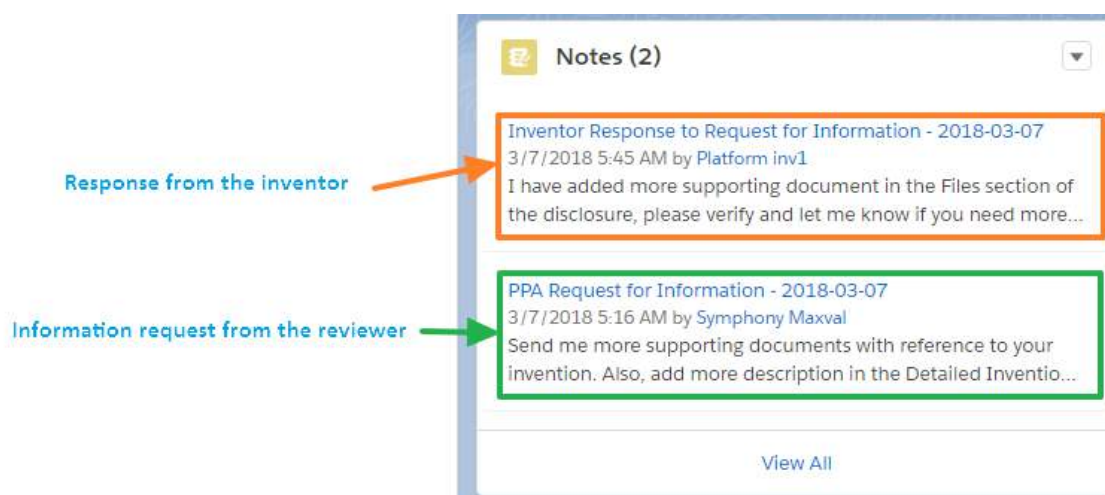 Notes (2)
Inventor Response to Request for Information - 2018-03-07
3/7/2018 5:45 AM by Platform inv1
I have added more supporting document in the Files section of
the disclosure, please verify and let me know if you need more...
Response from the inventor
PPA Request for Information - 2018-03-07
3/7/2018 5:16 AM by Symphony Maxval
Send me more supporting documents with reference to your
invention. Also, add more description in the Detailed Inventio...
Information request from the reviewer
View All